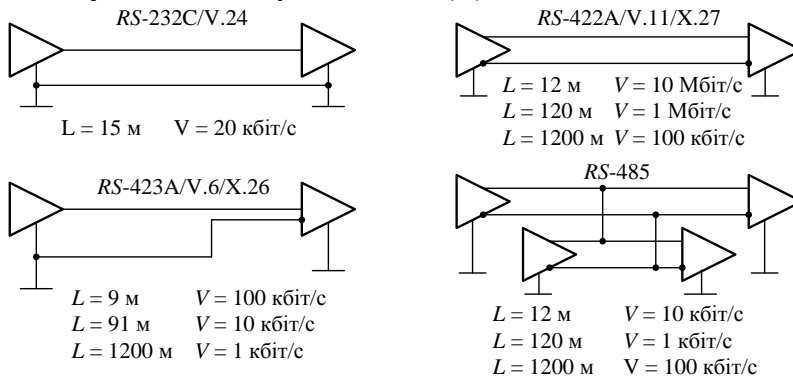 RS-232C/V.24
L = 15 м V = 20 кбіт/с
RS-422A/V.11/X.27
L = 12 м V = 10 Мбіт/с
L = 120 м V = 1 Мбіт/с
L = 1200 м V = 100 кбіт/с
RS-423A/V.6/X.26
L = 9 м V = 100 кбіт/с
L = 91 м V = 10 кбіт/с
L = 1200 м V = 1 кбіт/с
RS-485
L = 12 м V = 10 кбіт/с
L = 120 м V = 1 кбіт/с
L = 1200 м V = 100 кбіт/с